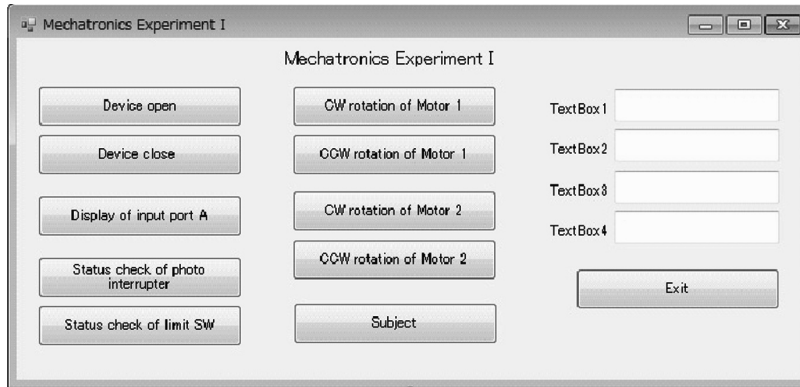 Mechatronics Experiment I
Mechatronics Experiment I
Device open
Device close
Display of input port A
Status check of photo
interrupter
Status check of limit SW
CW rotation of Motor 1
CCW rotation of Motor 1
CW rotation of Motor 2
CCW rotation of Motor 2
Subject
TextBox1
TextBox2
TextBox3
TextBox4
Exit